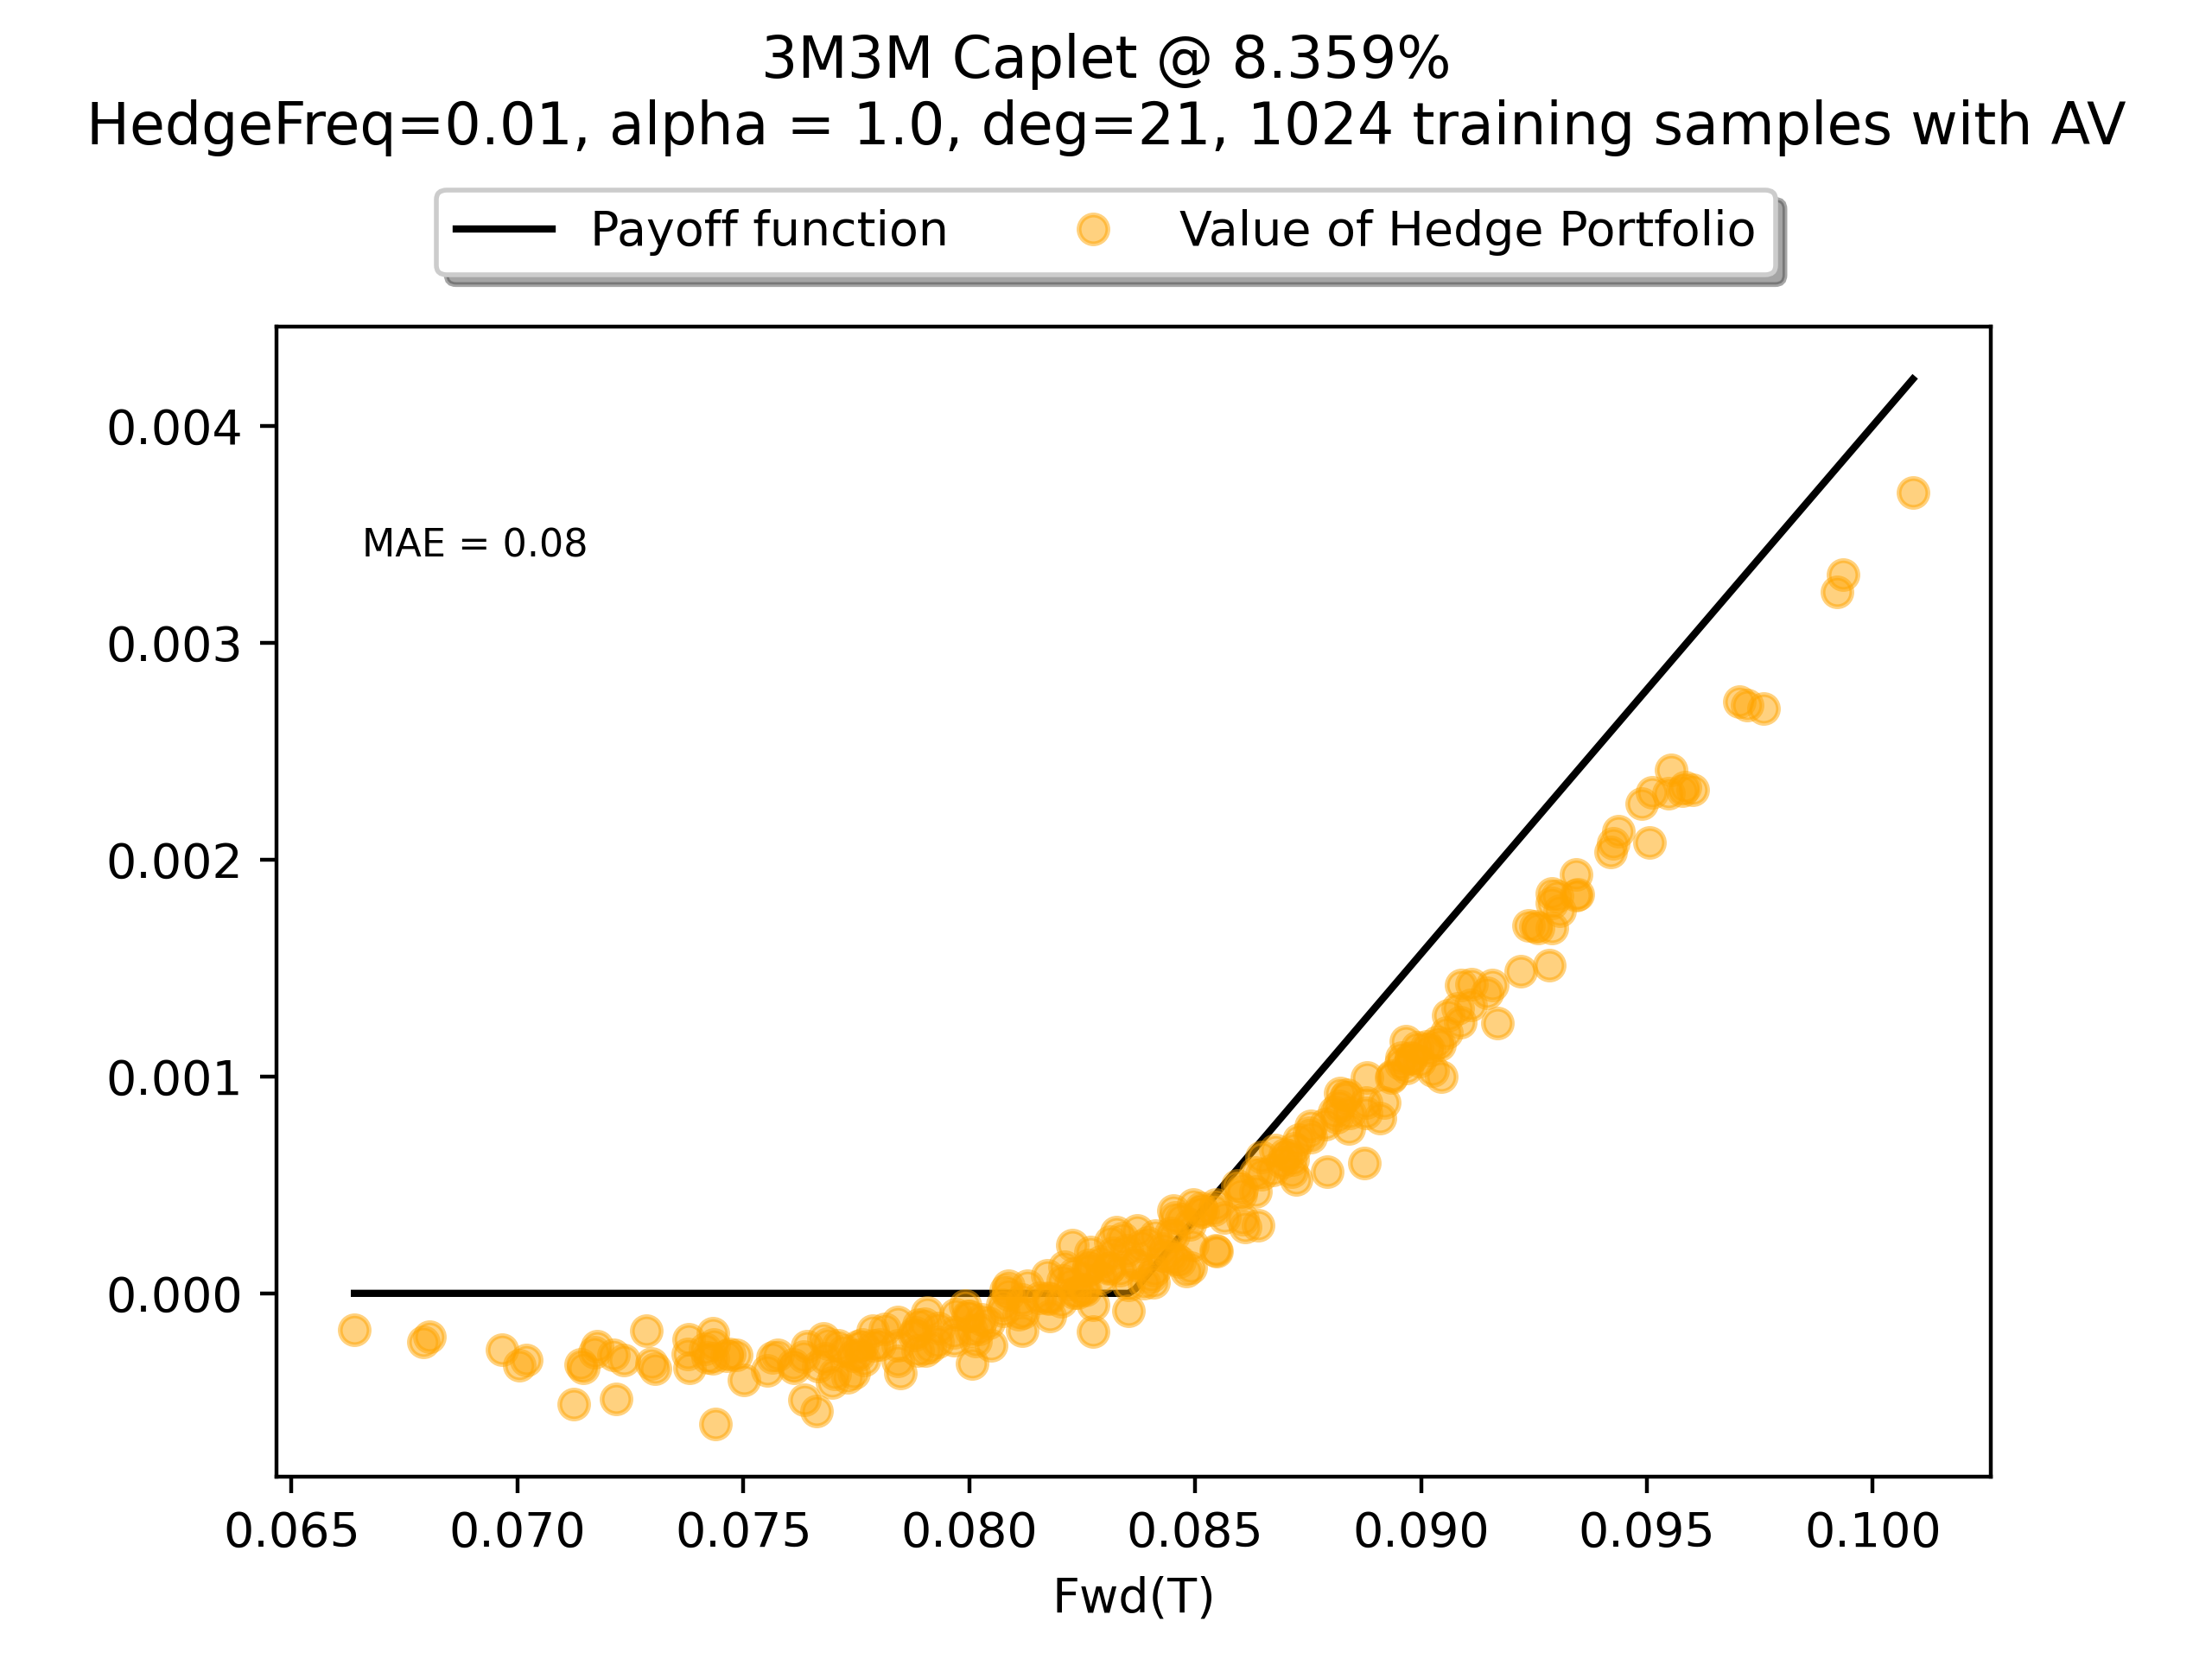 3M3M Caplet @ 8.359%
HedgeFreq=0.01, alpha = 1.0, deg=21, 1024 training samples with AV
Payoff function
Value of Hedge Portfolio
0.004
MAE = 0.08
0.003
0.002
0.001
0.000
0.065 0.070 0.075 0.080 0.085 0.090 0.095 0.100
Fwd(T)